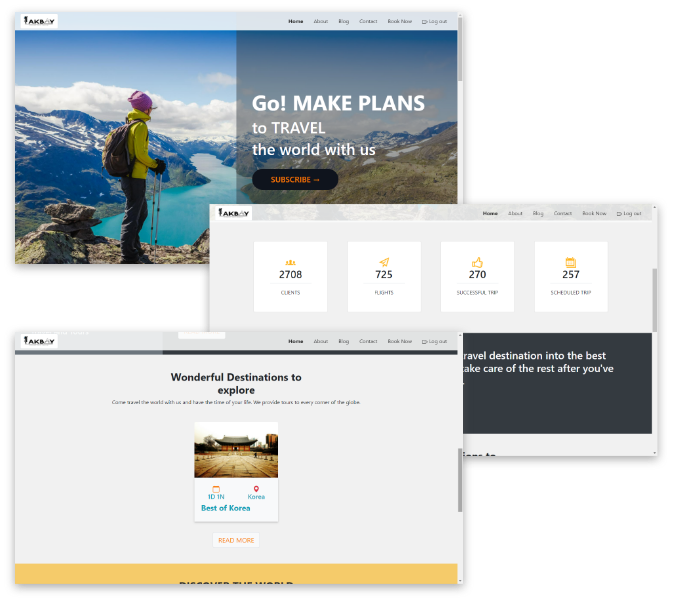 AKBAY
Home About Blog Contact Book Now Log out
Go! MAKE PLANS
to TRAVEL
the world with us
SUBSCRIBE →
AKBAY
Home About Blog Contact Book Now Log out
2708 725 270 257
CLIENTS FLIGHTS SUCCESSFUL TRIP SCHEDULED TRIP
ravel destination into the best
take care of the rest after you've
AKBAY
Home About Blog Contact Book Now Log out
Wonderful Destinations to
explore
Come travel the world with us and have the time of your life. We provide tours to every corner of the globe.
1D 1N Korea
Best of Korea
READ MORE
DISCOVER THE WORLD